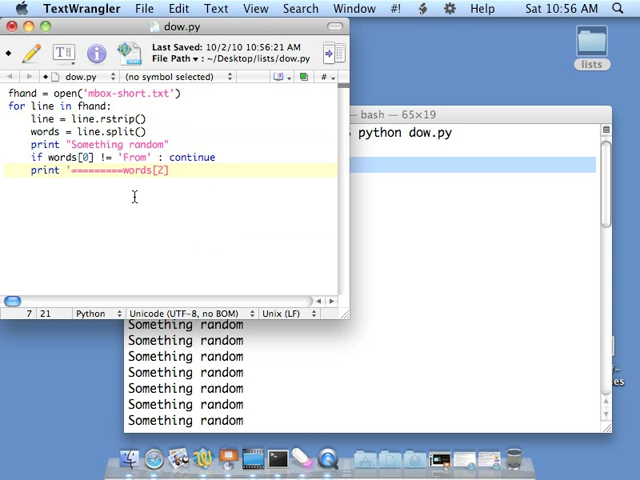 TextWrangler File Edit Text View Search Window #! Help Sat 10:56 AM
dow.py
Last Saved: 10/2/10 10:56:21 AM
File Path ▾ : ~/Desktop/lists/dow.py
dow.py (no symbol selected) #
fhand = open('mbox-short.txt')
for line in fhand:
line = line.rstrip()
words = line.split()
print "Something random"
if words[0] != 'From' : continue
print '=========words[2]
7 21 Python Unicode (UTF-8, no BOM) Unix (LF)
lists
— bash — 65×19
python dow.py
Something random
Something random
Something random
Something random
Something random
Something random
Something random